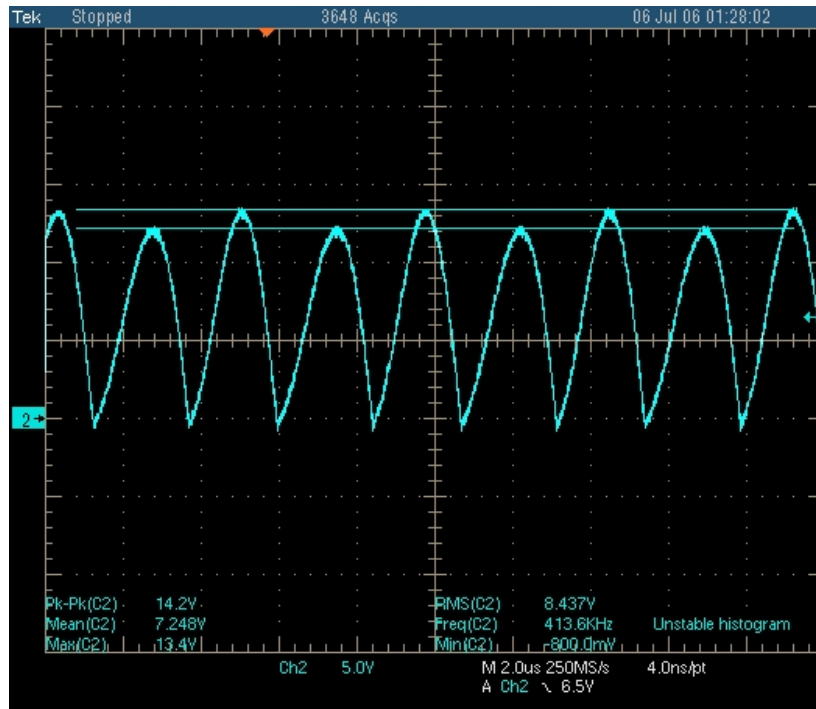 Tek Stopped 3648 Acqs 06 Jul 06 01:28:02
2
Pk-Pk(C2) 14.2V RMS(C2) 8.437V
Mean(C2) 7.248V Freq(C2) 413.6KHz Unstable histogram
Max(C2) 13.4V Min(C2) -800.0mV
Ch2 5.0V M 2.0us 250MS/s 4.0ns/pt
A Ch2 ∖ 6.5V